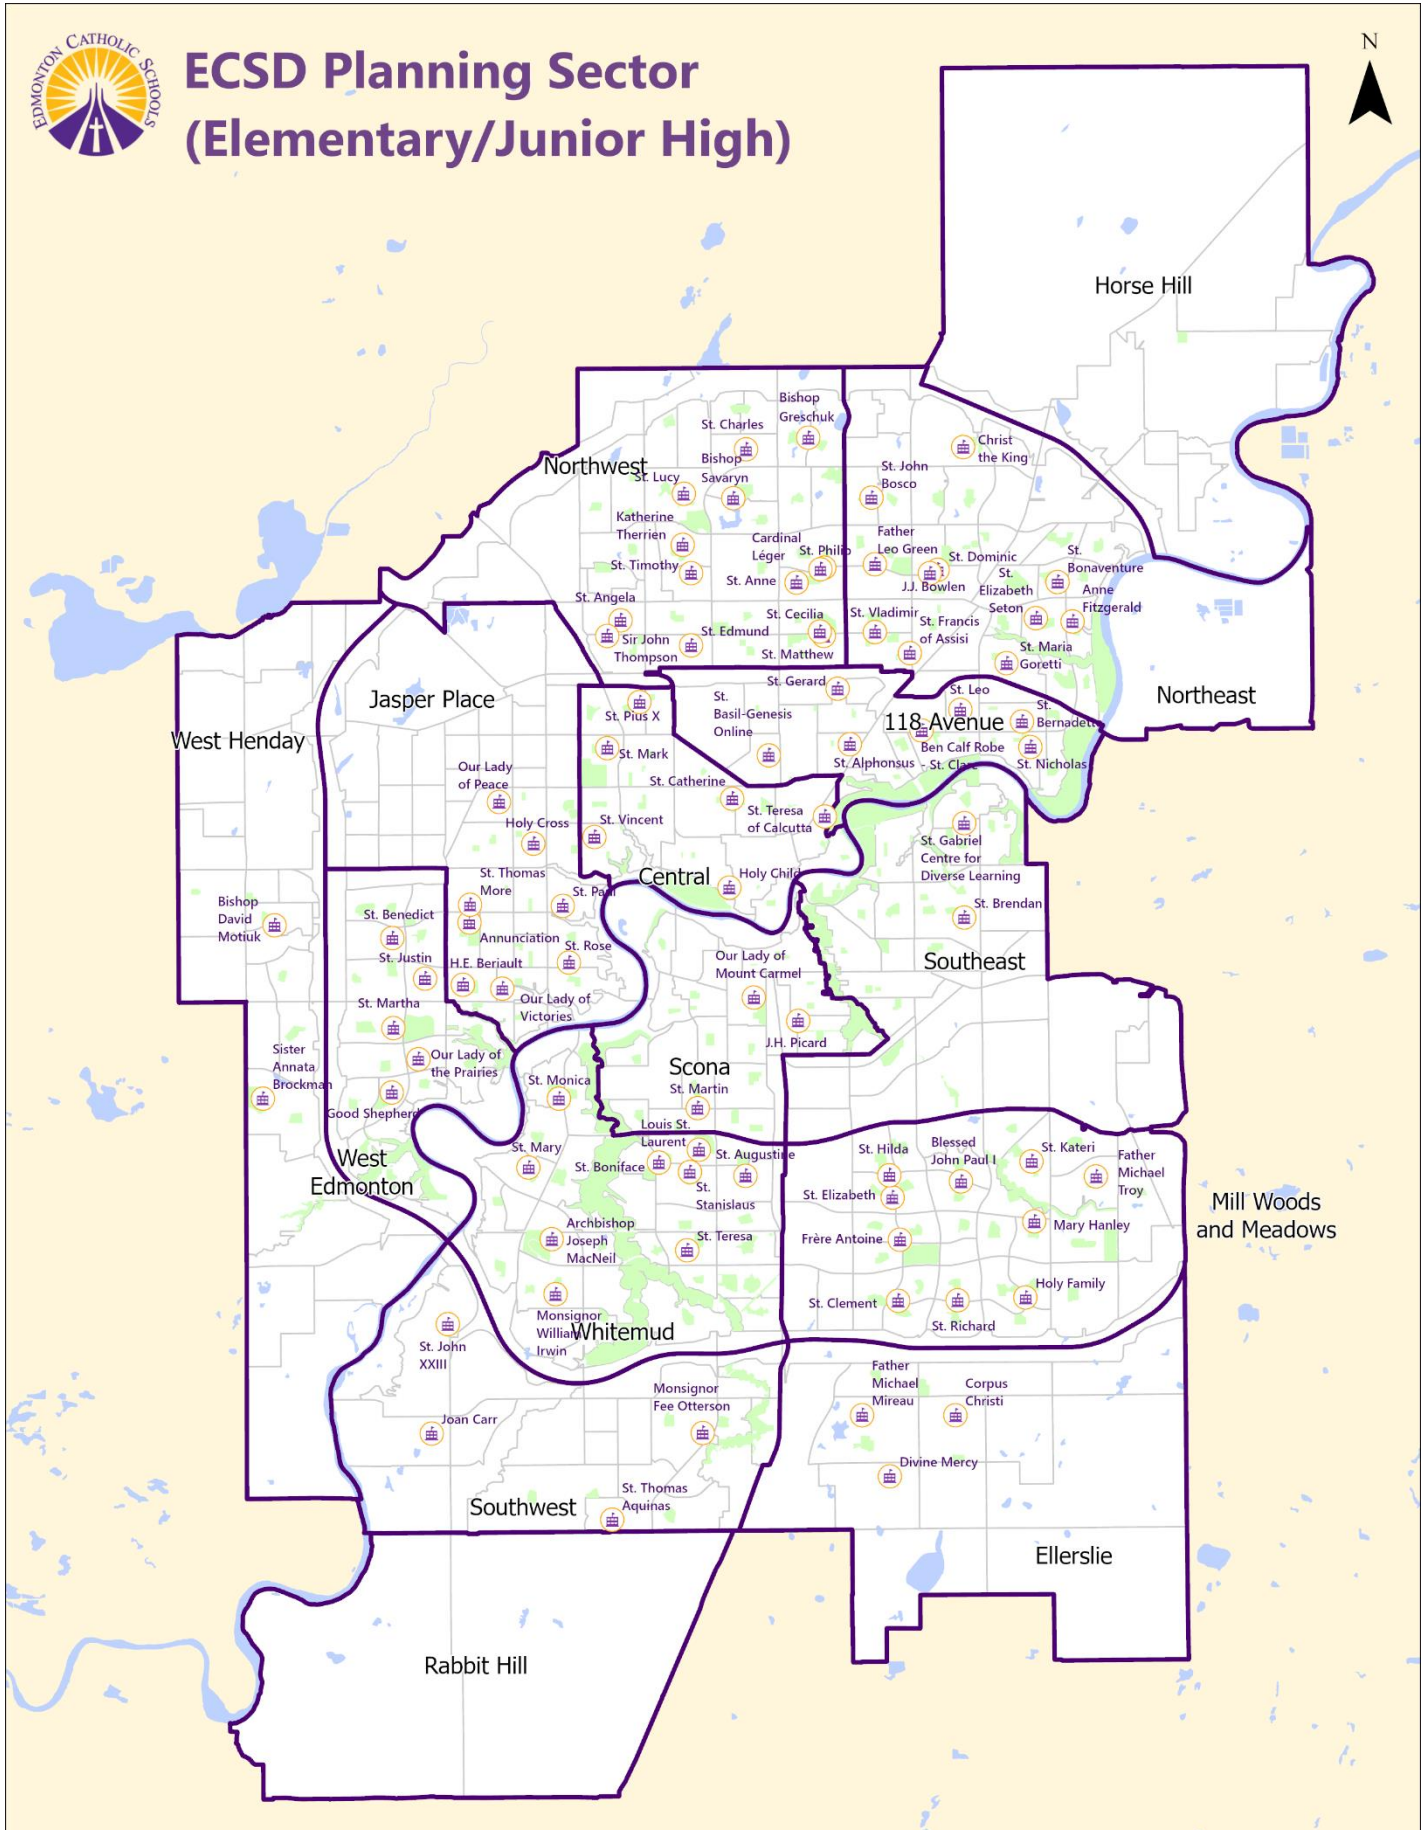 EDMONTON CATHOLIC SCHOOLS
ECSD Planning Sector
(Elementary/Junior High)
N
Horse Hill
Bishop
Greschuk
St. Charles
Christ
the King
Northwest
Bishop
Savaryn
St. Lucy
St. John
Bosco
Katherine
Therrien
Cardinal
Léger
St. Philip
Father
Leo Green
St. Dominic
St.
Bonaventure
St. Timothy
St. Anne
J.J. Bowlen
St.
Elizabeth
Seton
Anne
Fitzgerald
St. Angela
St. Cecilia
St. Vladimir
St. Francis
of Assisi
Sir John
Thompson
St. Edmund
St. Matthew
St. Maria
Goretti
Jasper Place
St. Gerard
St. Leo
Northeast
St. Pius X
St.
Basil-Genesis
Online
118 Avenue
St.
Bernadette
West Henday
St. Mark
St. Alphonsus
Ben Calf Robe
- St. Clare
St. Nicholas
Our Lady
of Peace
St. Catherine
Holy Cross
St. Vincent
St. Teresa
of Calcutta
St. Gabriel
Centre for
Diverse Learning
St. Thomas
More
St. Paul
Central
Holy Child
Bishop
David
Motiuk
St. Benedict
Annunciation
St. Brendan
St. Justin
H.E. Beriault
St. Rose
Our Lady of
Mount Carmel
Southeast
St. Martha
Our Lady of
Victories
J.H. Picard
Sister
Annata
Brockman
Our Lady of
the Prairies
Scona
St. Monica
St. Martin
Good Shepherd
Louis St.
Laurent
West
Edmonton
St. Mary
St. Boniface
St. Augustine
St.
Stanislaus
St. Hilda
Blessed
John Paul I
St. Kateri
Father
Michael
Troy
St. Elizabeth
Mill Woods
and Meadows
Archbishop
Joseph
MacNeil
St. Teresa
Frère Antoine
Mary Hanley
Monsignor
William
Irwin
Whitemud
St. Clement
St. Richard
Holy Family
St. John
XXIII
Monsignor
Fee Otterson
Father
Michael
Mireau
Corpus
Christi
Joan Carr
Divine Mercy
Southwest
St. Thomas
Aquinas
Ellerslie
Rabbit Hill